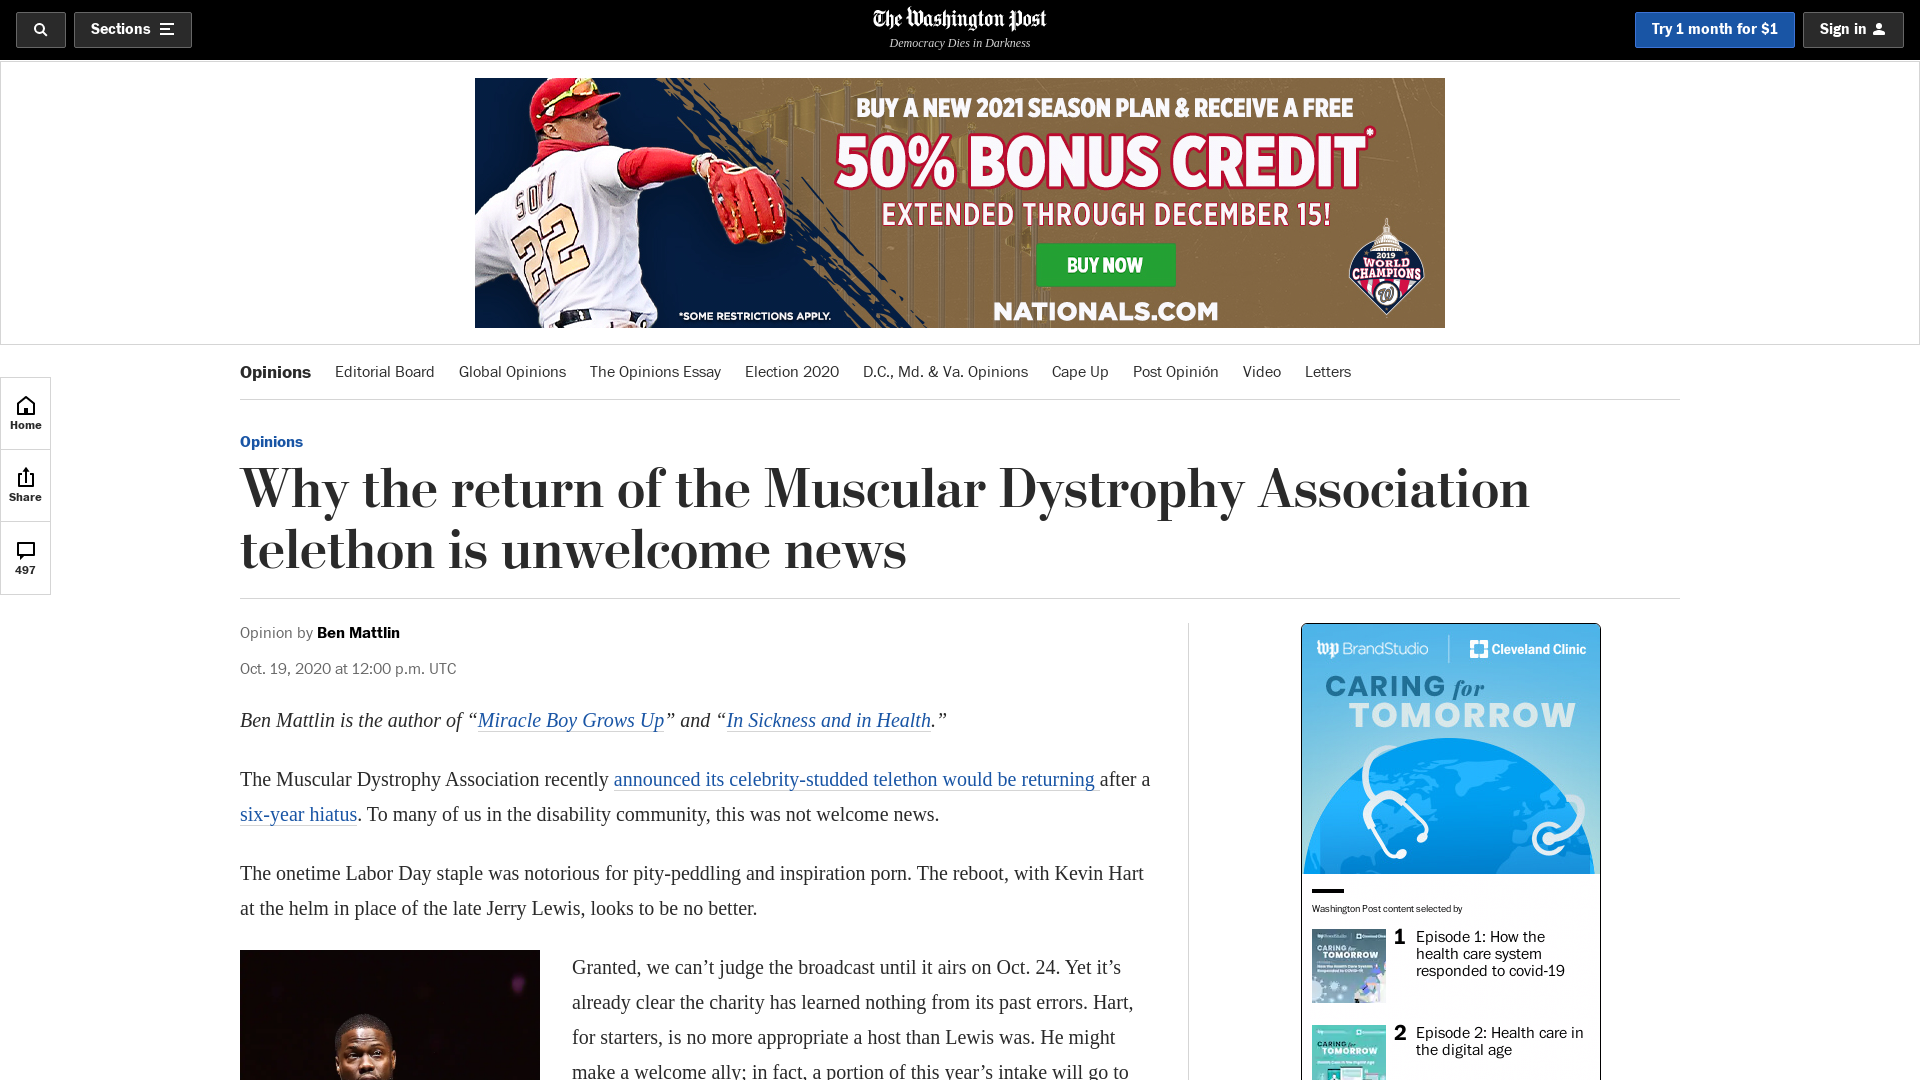 Sections
The Washington Post
Democracy Dies in Darkness
Try 1 month for $1
Sign in
BUY A NEW 2021 SEASON PLAN & RECEIVE A FREE
50% BONUS CREDIT*
EXTENDED THROUGH DECEMBER 15!
BUY NOW
NATIONALS.COM
*SOME RESTRICTIONS APPLY.
SOTO
22
2019
WORLD
CHAMPIONS
W
Opinions
Editorial Board
Global Opinions
The Opinions Essay
Election 2020
D.C., Md. & Va. Opinions
Cape Up
Post Opinión
Video
Letters
Home
Share
497
Opinions
Why the return of the Muscular Dystrophy Association
telethon is unwelcome news
Opinion by Ben Mattlin
Oct. 19, 2020 at 12:00 p.m. UTC
Ben Mattlin is the author of “Miracle Boy Grows Up” and “In Sickness and in Health.”
The Muscular Dystrophy Association recently announced its celebrity-studded telethon would be returning after a
six-year hiatus. To many of us in the disability community, this was not welcome news.
The onetime Labor Day staple was notorious for pity-peddling and inspiration porn. The reboot, with Kevin Hart
at the helm in place of the late Jerry Lewis, looks to be no better.
Granted, we can’t judge the broadcast until it airs on Oct. 24. Yet it’s
already clear the charity has learned nothing from its past errors. Hart,
for starters, is no more appropriate a host than Lewis was. He might
make a welcome ally; in fact, a portion of this year’s intake will go to
wp BrandStudio
Cleveland Clinic
CARING for
TOMORROW
Washington Post content selected by
CARING for
TOMORROW
1
Episode 1: How the
health care system
responded to covid-19
CARING for
TOMORROW
2
Episode 2: Health care in
the digital age